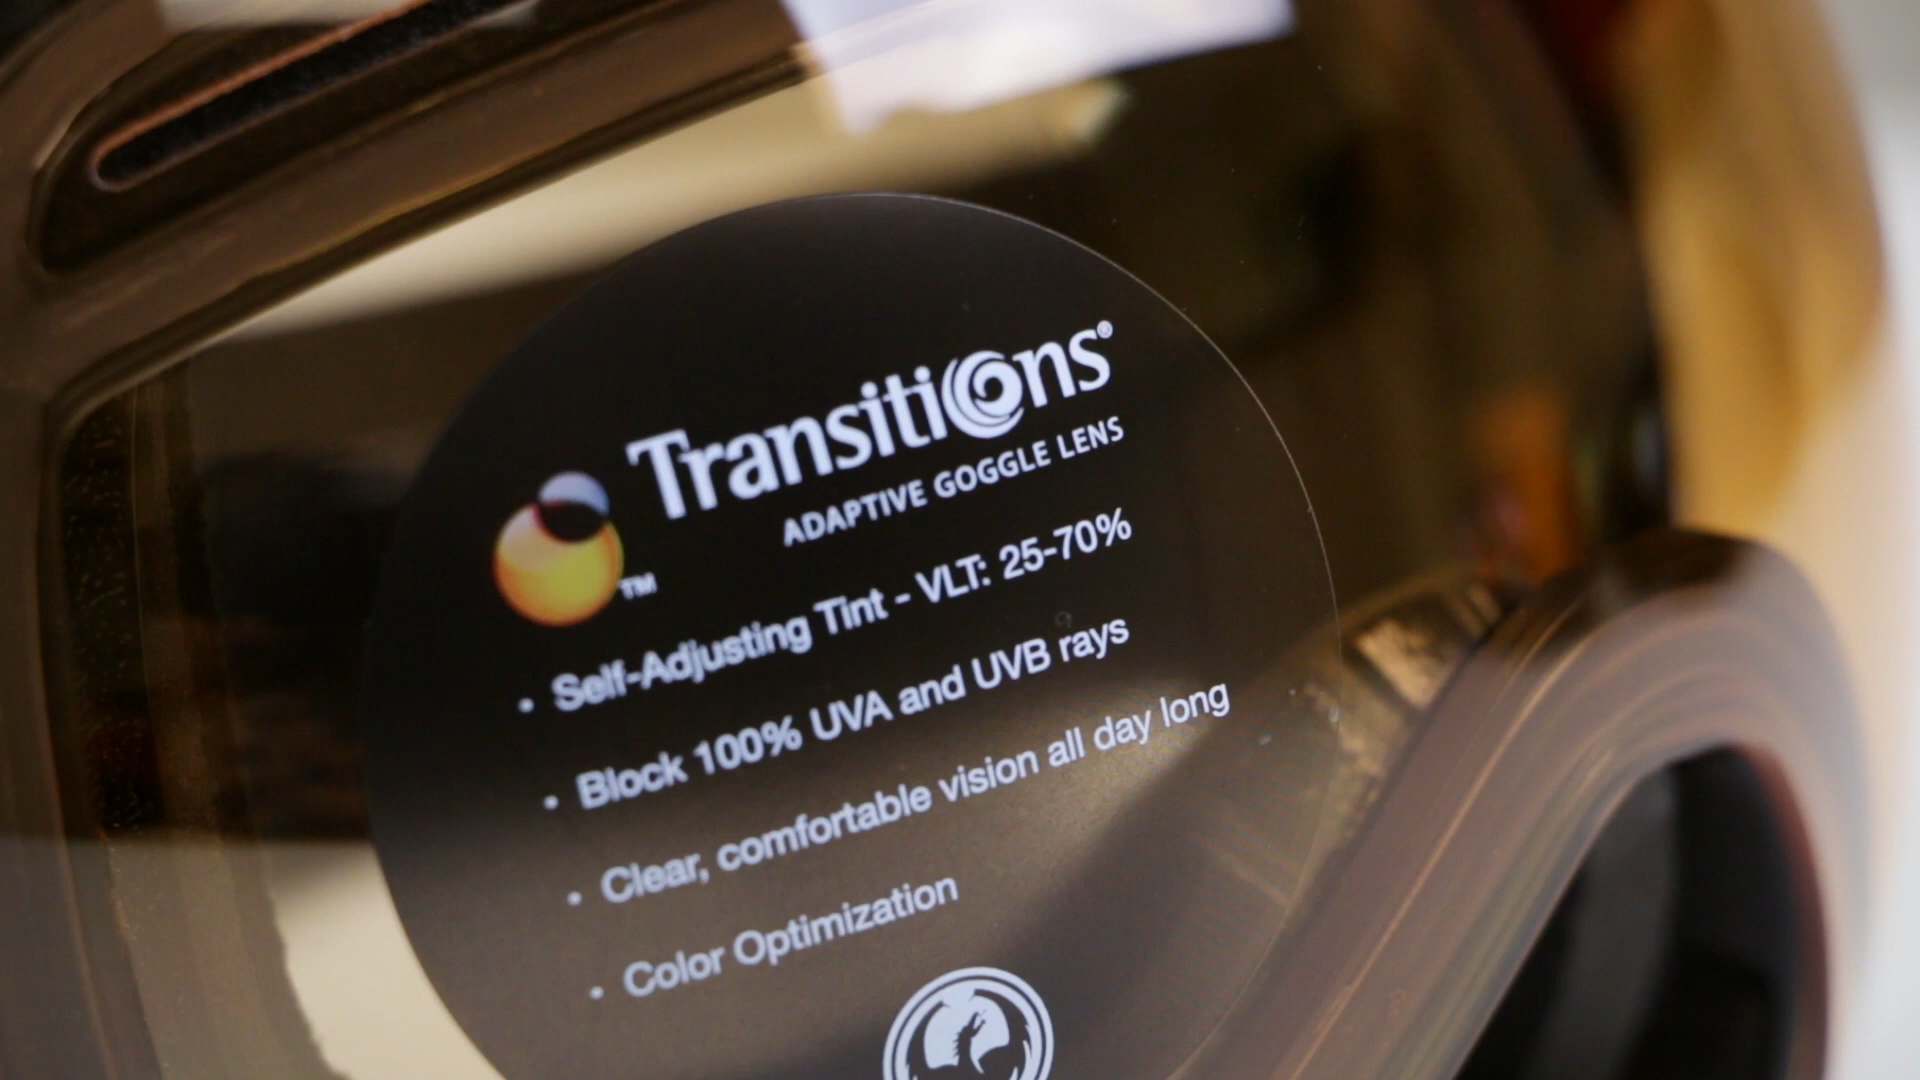 Transitions®
ADAPTIVE GOGGLE LENS
TM
• Self-Adjusting Tint - VLT: 25-70%
• Block 100% UVA and UVB rays
• Clear, comfortable vision all day long
• Color Optimization